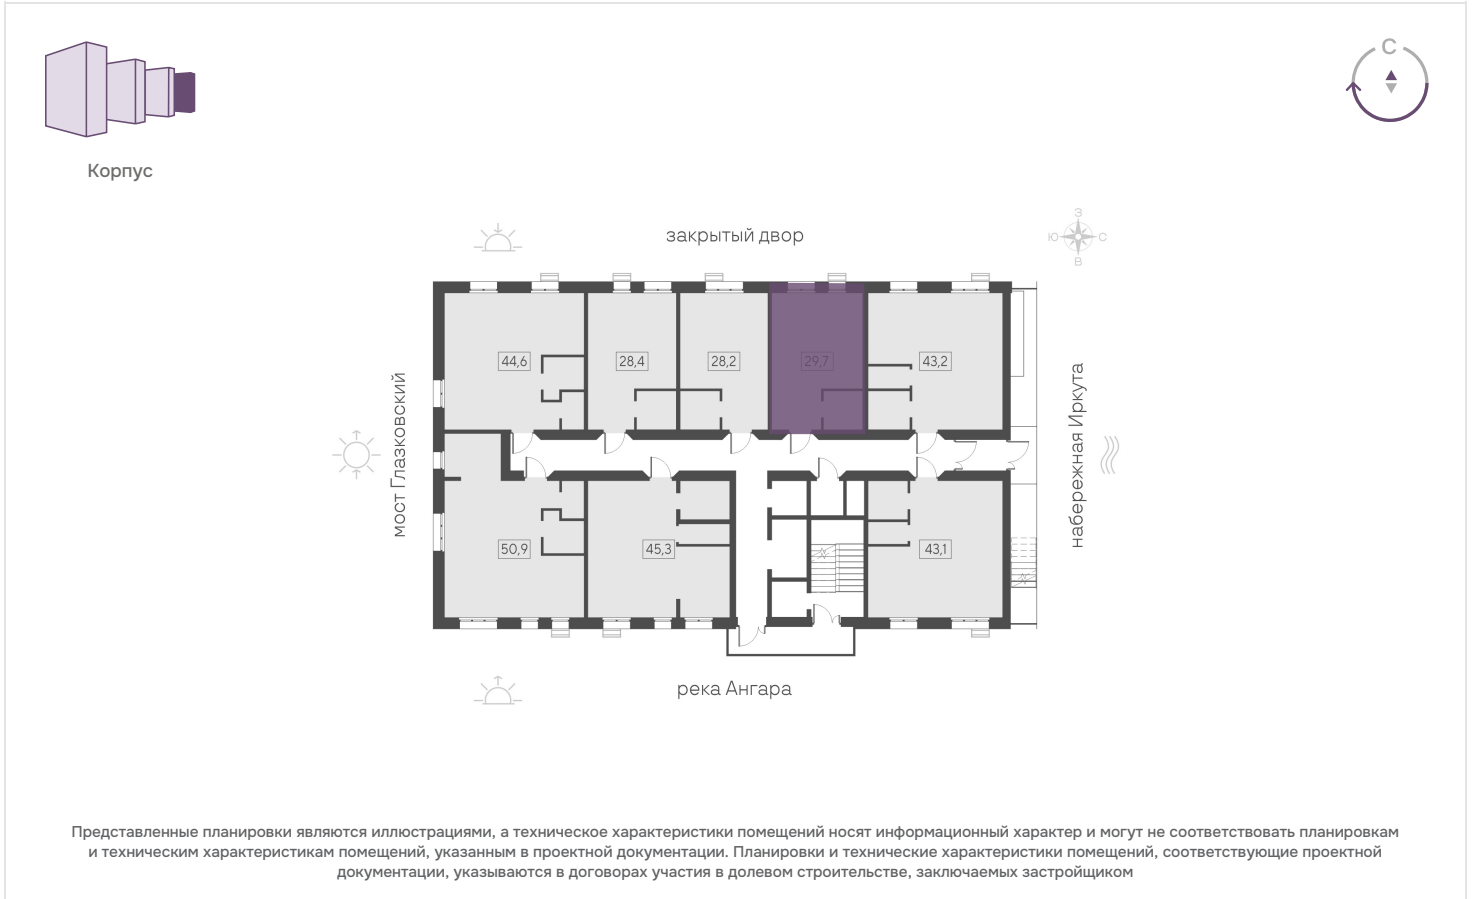 С
Корпус
закрытый двор
З
Ю
С
В
44,6
28,4
28,2
29,7
43,2
мост Глазковский
набережная Иркута
50,9
45,3
43,1
река Ангара
Представленные планировки являются иллюстрациями, а техническое характеристики помещений носят информационный характер и могут не соответствовать планировкам
и техническим характеристикам помещений, указанным в проектной документации. Планировки и технические характеристики помещений, соответствующие проектной
документации, указываются в договорах участия в долевом строительстве, заключаемых застройщиком